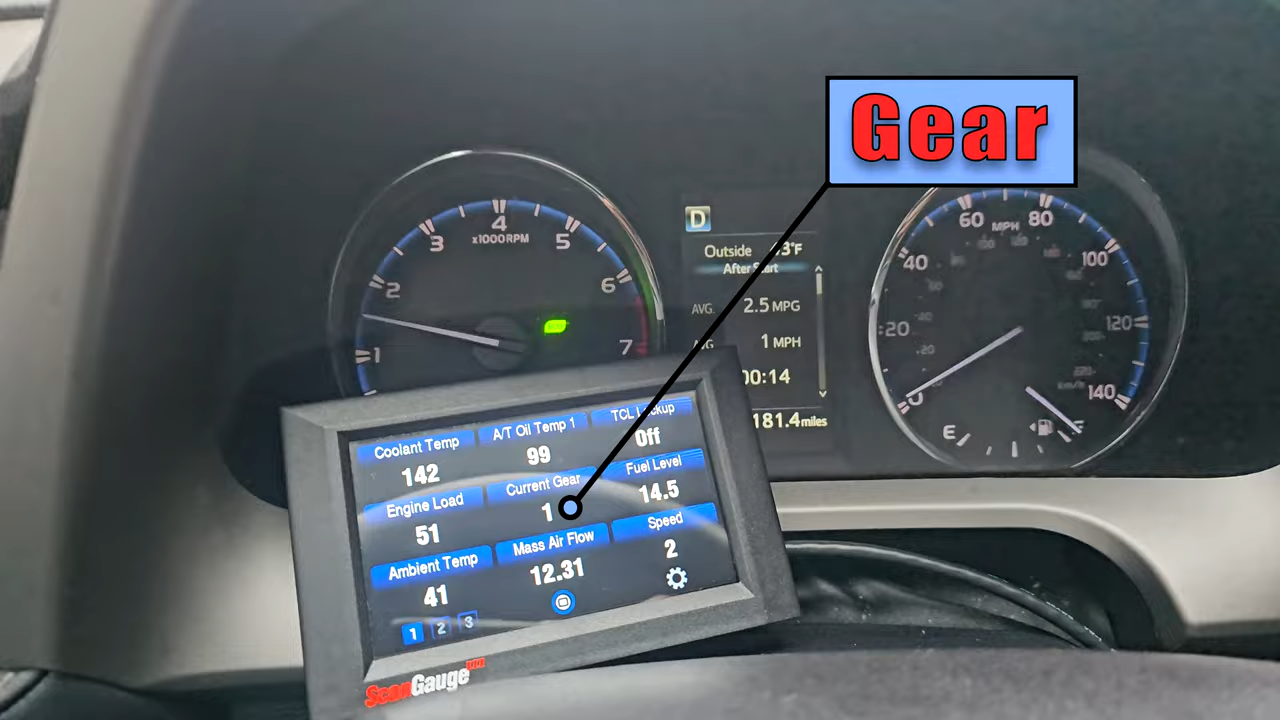 Gear
4
3
5
x1000RPM
2
6
1
7
D
Outside
°F
After
AVG. 2.5 MPG
1 MPH
00:14
181.4 miles
60 MPH 80
40 100
20 120
0 140
km/h
E F
Coolant Temp
142
A/T Oil Temp 1
99
TCL
Off
Engine Load
51
Current Gear
1
Fuel Level
14.5
Ambient Temp
41
Mass Air Flow
12.31
Speed
2
1 2 3
ScanGauge